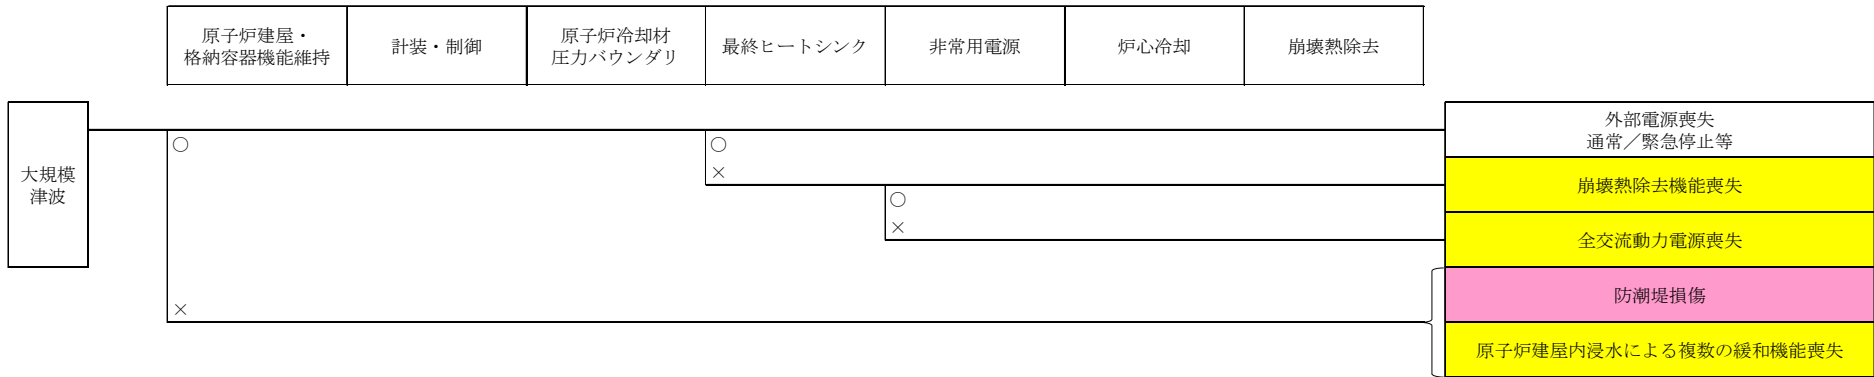 原子炉建屋・
格納容器機能維持
計装・制御
原子炉冷却材
圧力バウンダリ
最終ヒートシンク
非常用電源
炉心冷却
崩壊熱除去
大規模
津波
○
○
×
○
×
×
外部電源喪失
通常／緊急停止等
崩壊熱除去機能喪失
全交流動力電源喪失
防潮堤損傷
原子炉建屋内浸水による複数の緩和機能喪失